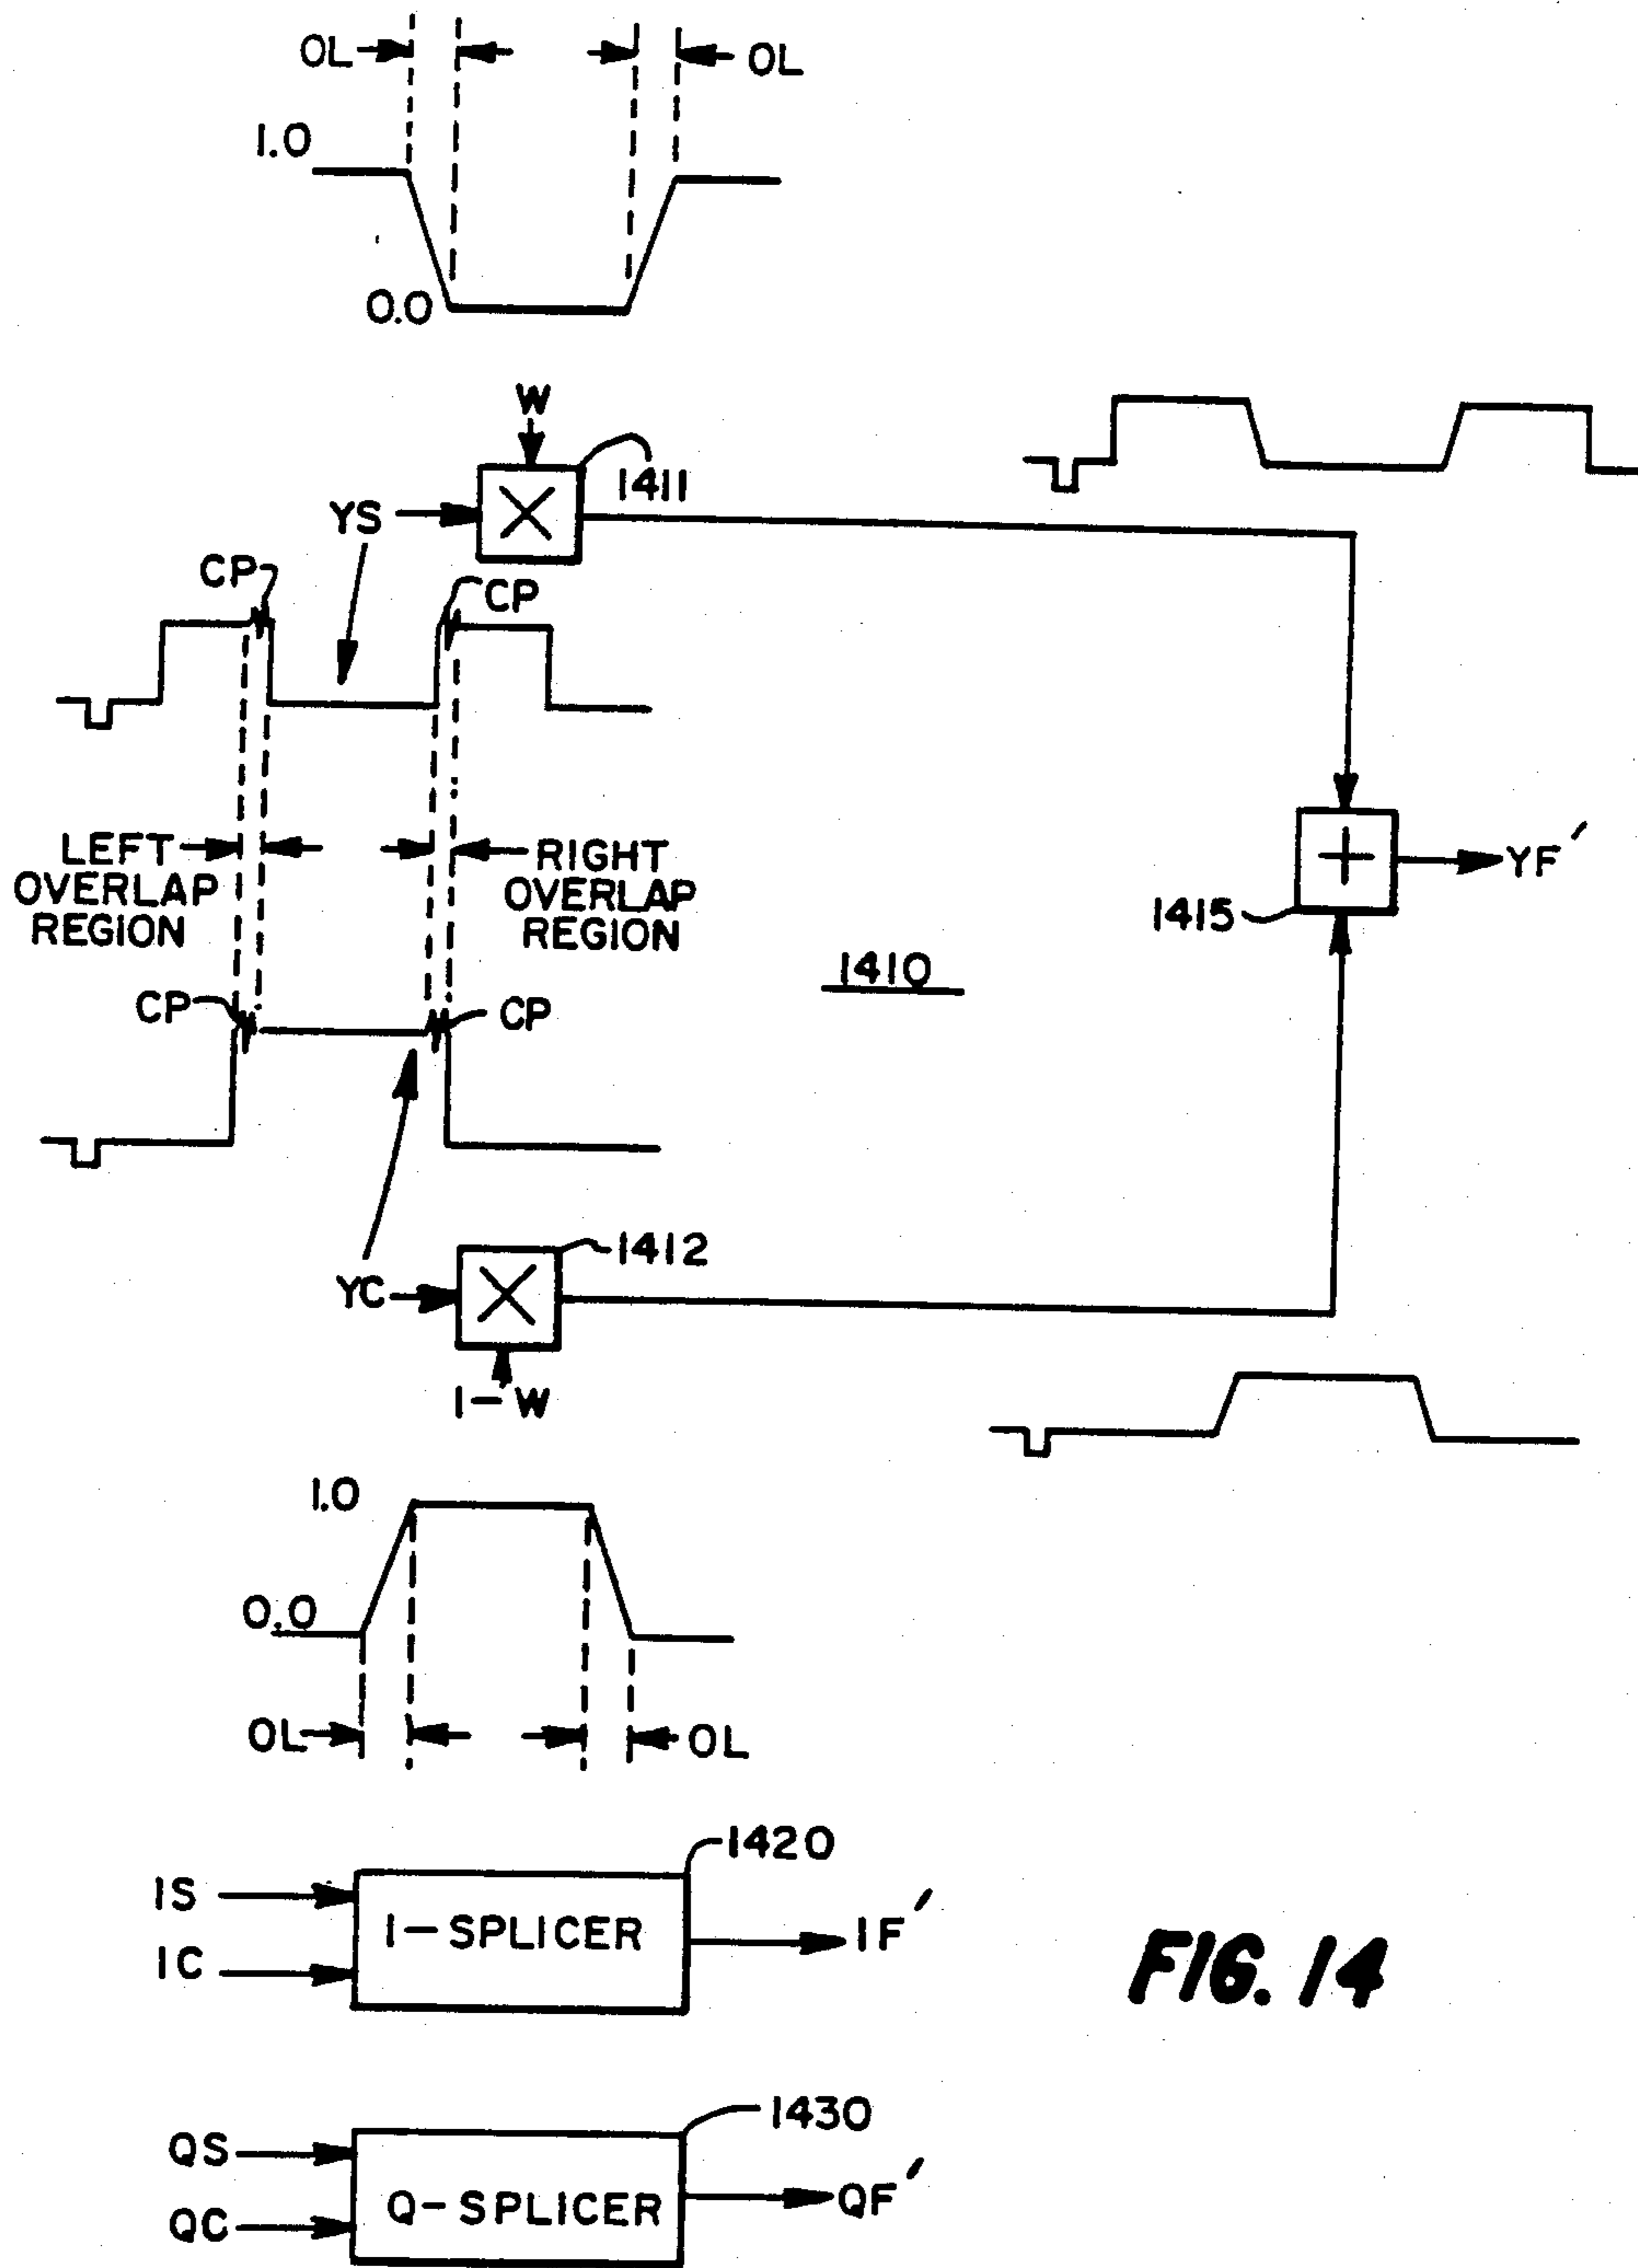 OL
OL
1.0
0.0
W
1411
YS
CP
CP
LEFT
OVERLAP
REGION
RIGHT
OVERLAP
REGION
YF'
1415
1410
CP
CP
1412
YC
1-W
1.0
0.0
OL
OL
1420
IS
I-SPLICER
IF'
IC
FIG. 14
1430
QS
Q-SPLICER
QF'
QC